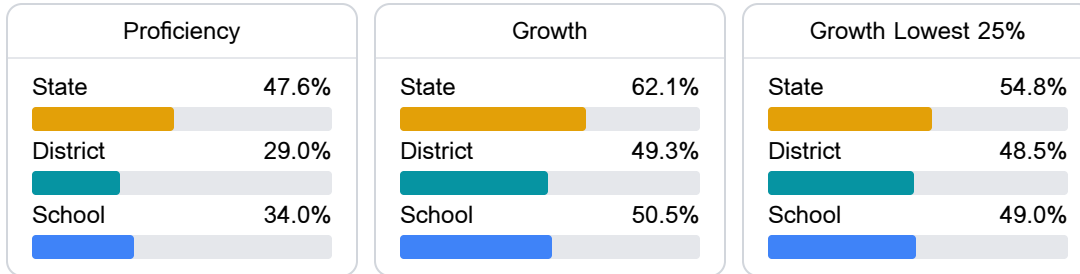 Proficiency
State 47.6%
District 29.0%
School 34.0%
Growth
State 62.1%
District 49.3%
School 50.5%
Growth Lowest 25%
State 54.8%
District 48.5%
School 49.0%